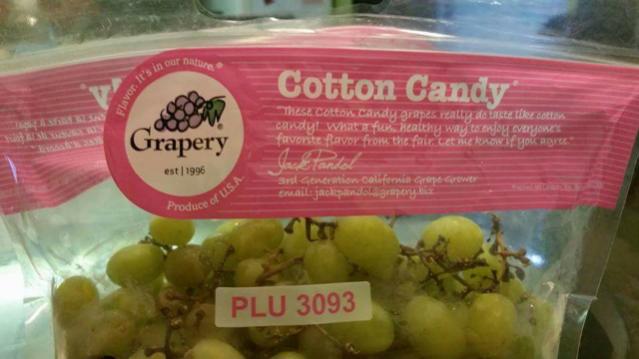 Flavor. It's in our nature.®
Grapery®
est | 1996
Produce of U.S.A.
Cotton Candy
"These Cotton Candy grapes really do taste like cotton
candy! What a fun, healthy way to enjoy everyone's
favorite flavor from the fair. Let me know if you agree."
Jack Pandol
3rd Generation California Grape Grower
email: jackpandol@grapery.biz
PLU 3093